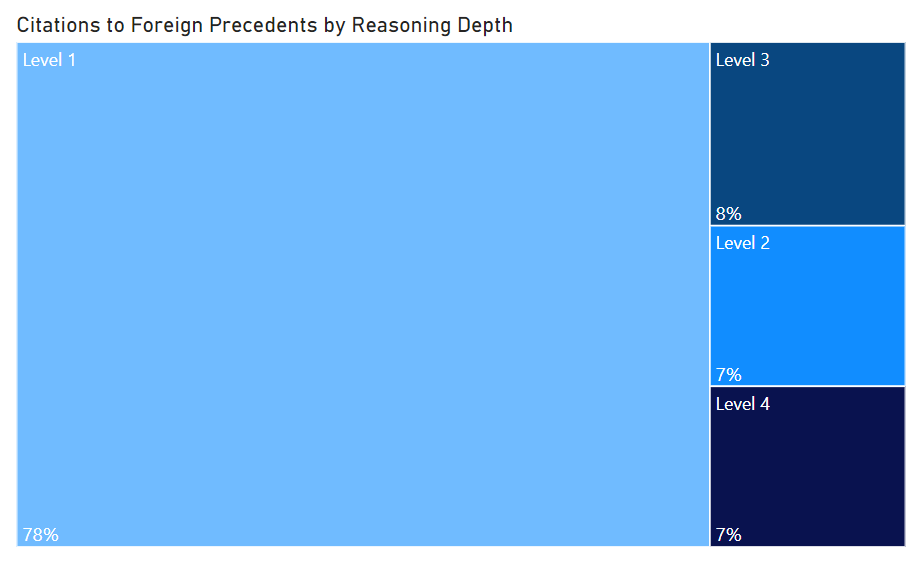 Citations to Foreign Precedents by Reasoning Depth
Level 1
78%
Level 3
8%
Level 2
7%
Level 4
7%